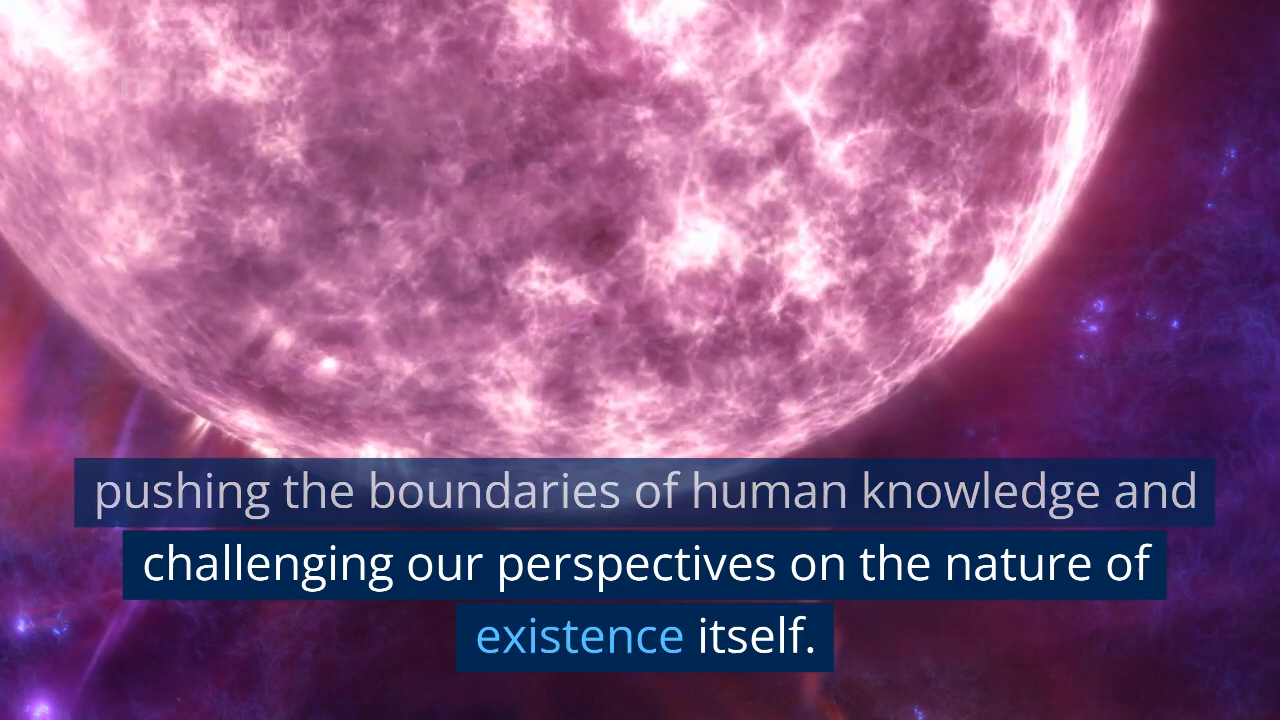 pushing the boundaries of human knowledge and
challenging our perspectives on the nature of
existence itself.